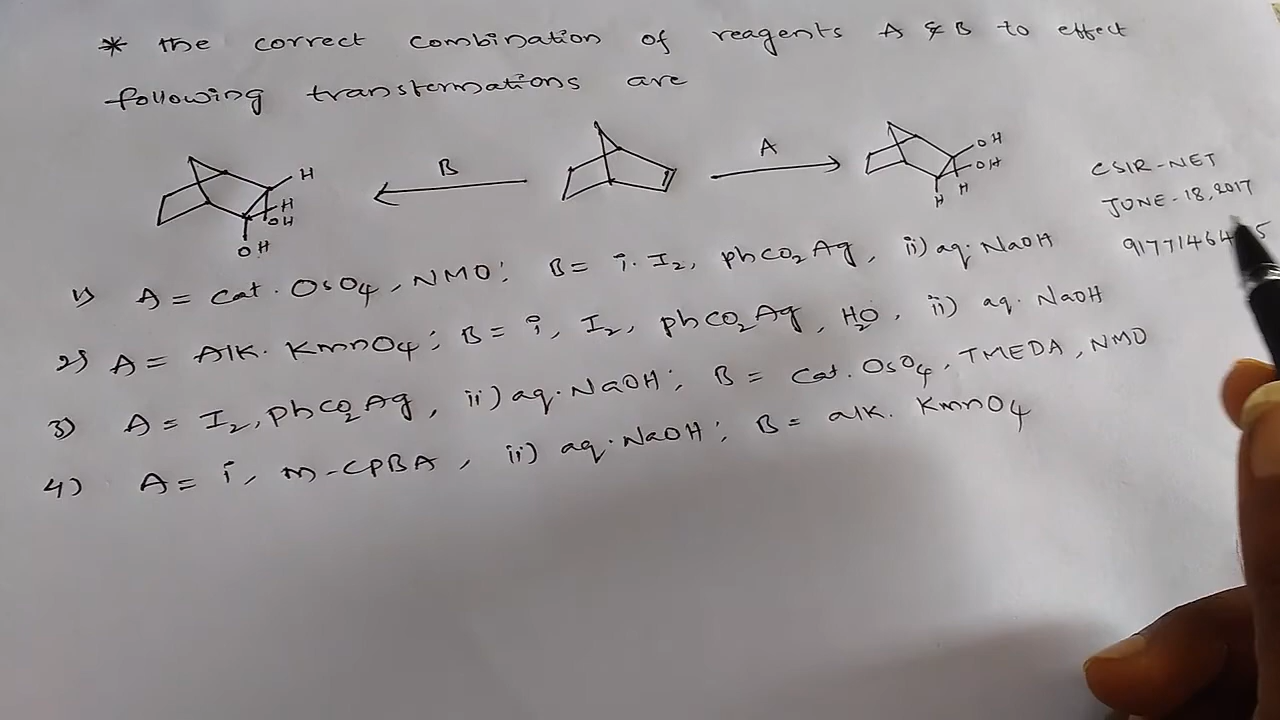 * The correct combination of reagents A & B to effect
following transformations are
B
A
H
H
OH
OH
OH
OH
H
H
CSIR-NET
JUNE-18,2017
1) A = cat. OsO4, NMO; B = i. I2, phCO2Ag, ii) aq. NaOH
2) A = Alk. KmnO4; B = i, I2, phCO2Ag, H2O, ii) aq. NaOH
3) A = I2, phCO2Ag, ii) aq. NaOH; B = cat. OsO4, TMEDA, NMO
4) A = i, m-CPBA, ii) aq. NaOH; B = alk. KmnO4